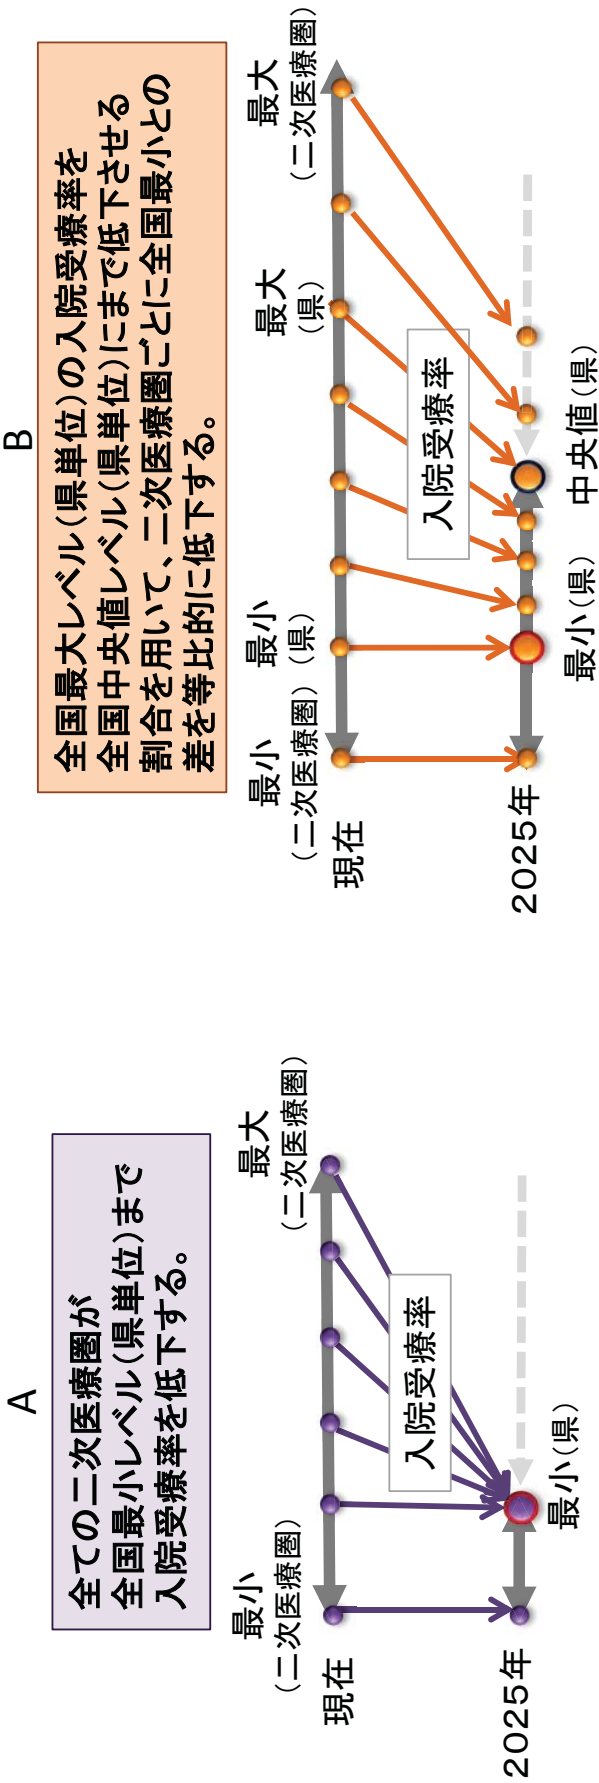 A
全ての二次医療圏が
全国最小レベル（県単位）まで
入院受療率を低下する。
最小
（二次医療圏）
最大
（二次医療圏）
現在
入院受療率
2025年
最小（県）
B
全国最大レベル（県単位）の入院受療率を
全国中央値レベル（県単位）にまで低下させる
割合を用いて、二次医療圏ごとに全国最小との
差を等比的に低下する。
最小
（二次医療圏）
最小
（県）
最大
（県）
最大
（二次医療圏）
現在
入院受療率
2025年
最小（県）
中央値（県）